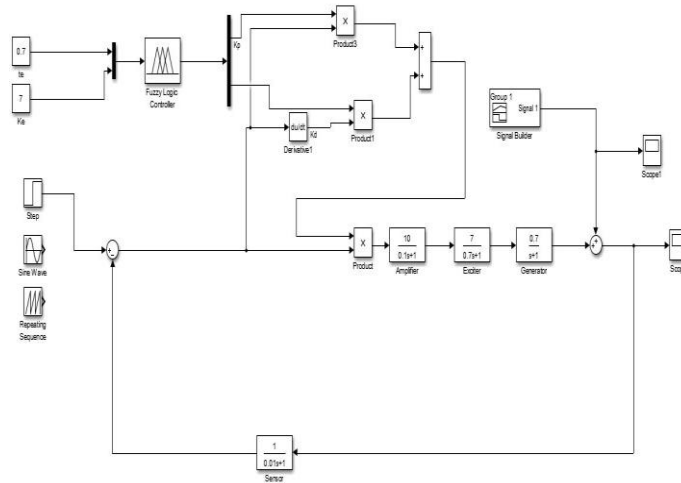 0.7
te
7
Ke
Fuzzy Logic
Controller
Kp
X
Product3
+
+
du/dt
Derivative1
Kd
X
Product1
Group 1
Signal 1
Signal Builder
Scope1
Step
Sine Wave
Repeating
Sequence
+
−
X
Product
10
0.1s+1
Amplifier
7
0.7s+1
Exciter
0.7
s+1
Generator
+
+
Scop
1
0.01s+1
Sensor